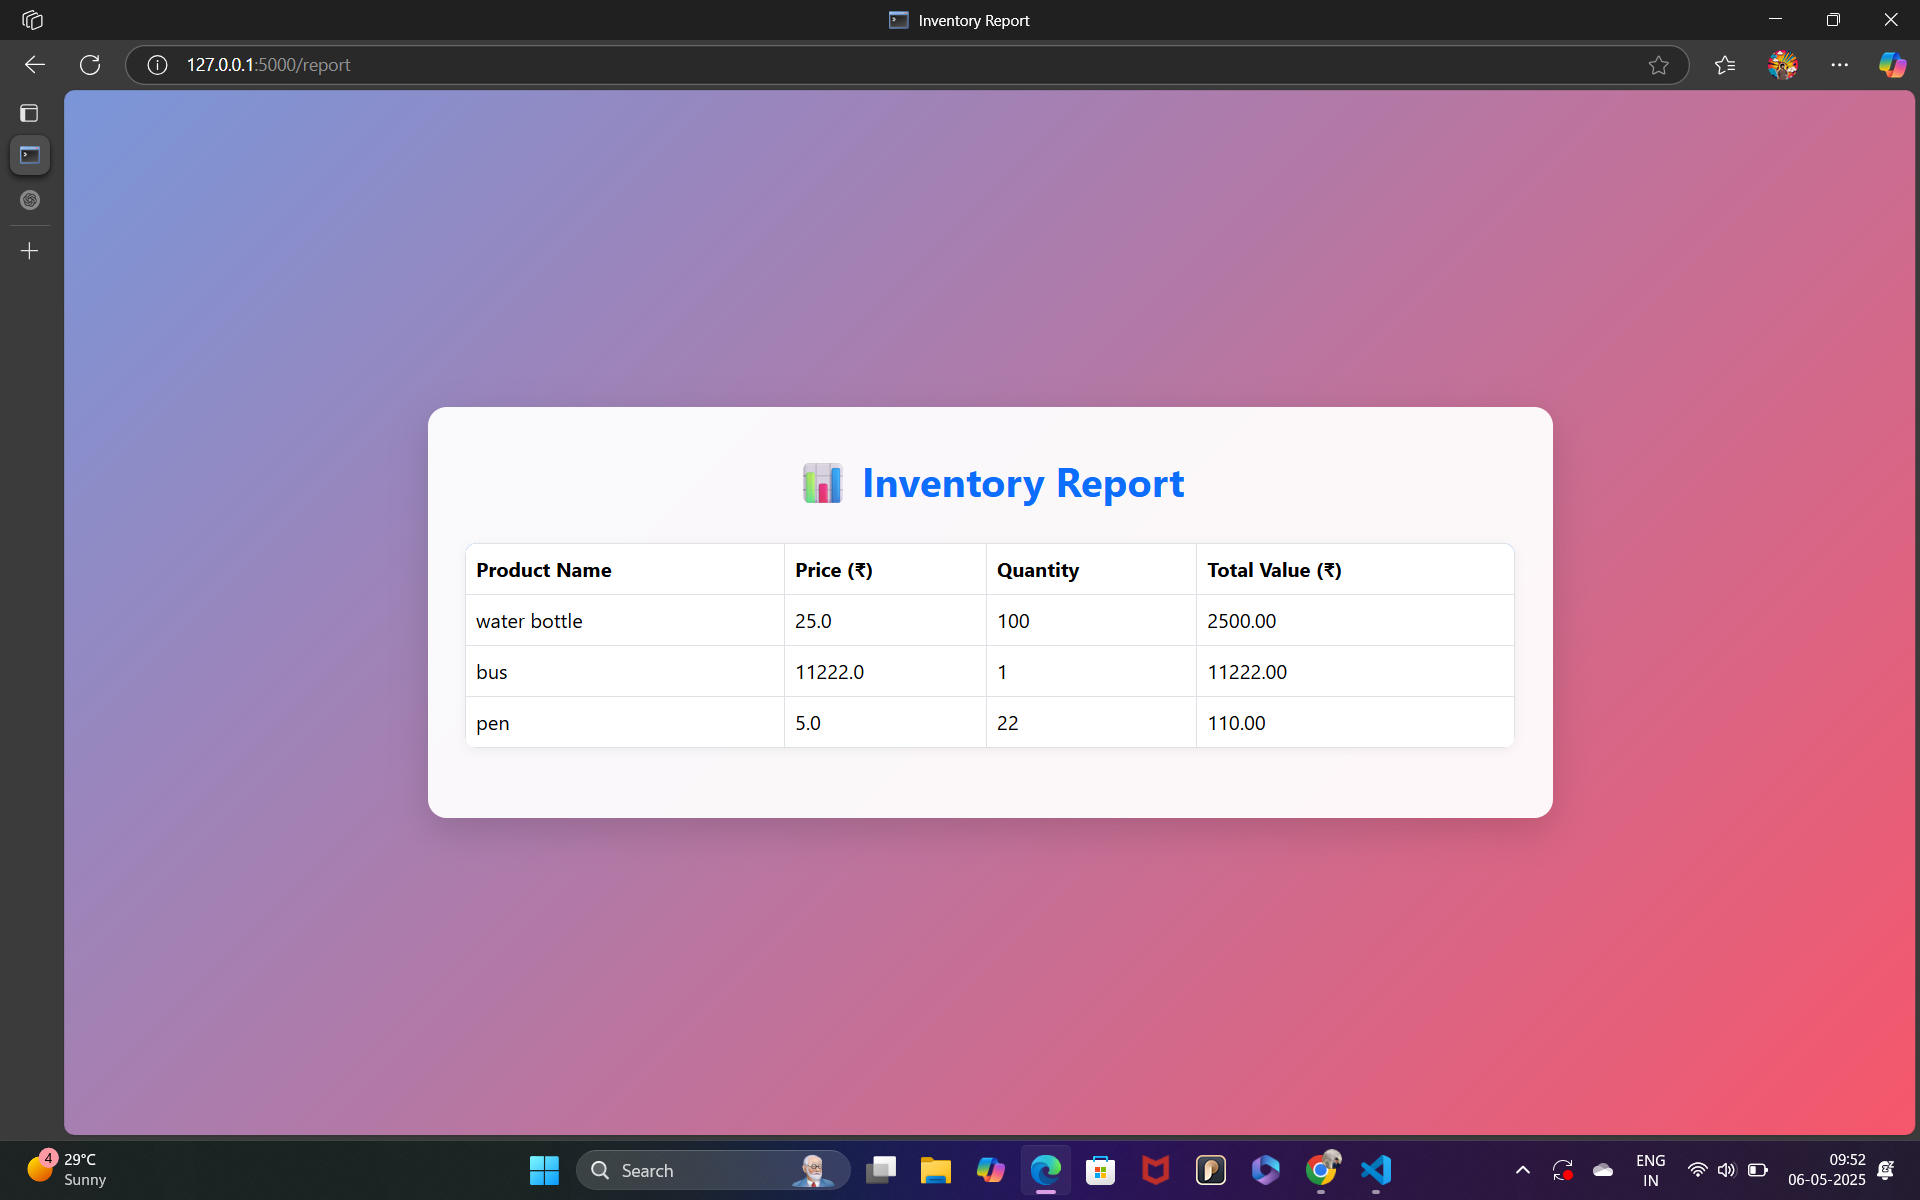 Inventory Report
127.0.0.1:5000/report
Inventory Report
Product Name Price (₹) Quantity Total Value (₹)
water bottle 25.0 100 2500.00
bus 11222.0 1 11222.00
pen 5.0 22 110.00
4
29°C
Sunny
Search
ENG
IN
09:52
06-05-2025